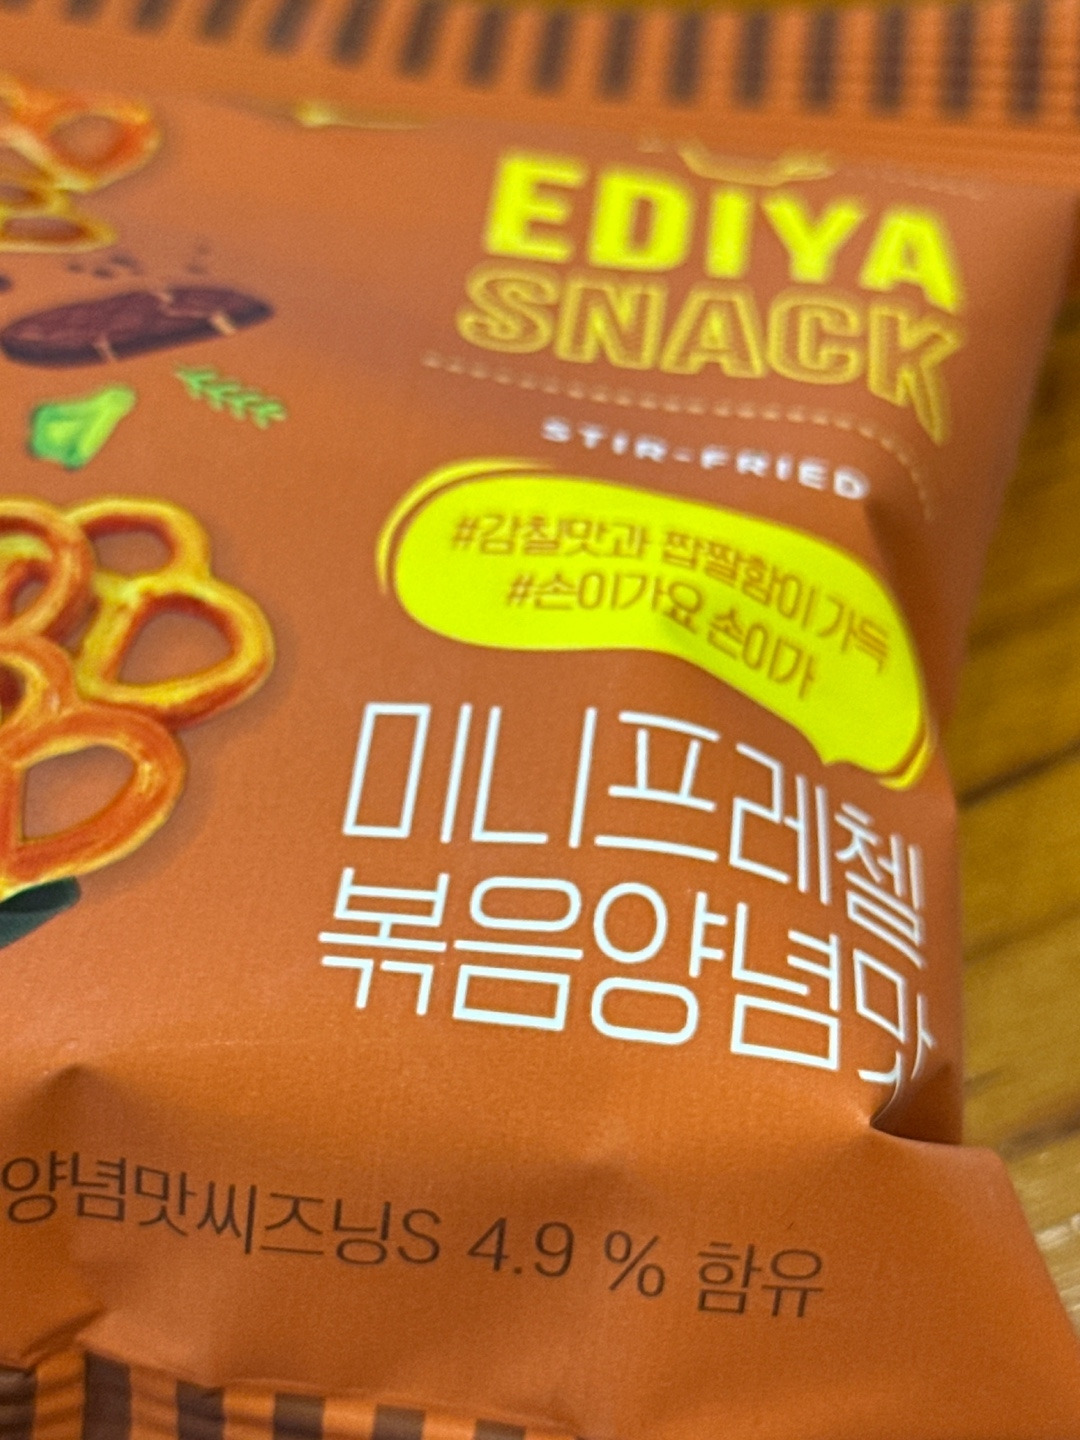 EDIYA
SNACK
STIR-FRIED
#감칠맛과 짭짤함이 가득
#손이가요 손이가
미니프레첼
볶음양념맛
양념맛씨즈닝S 4.9 % 함유